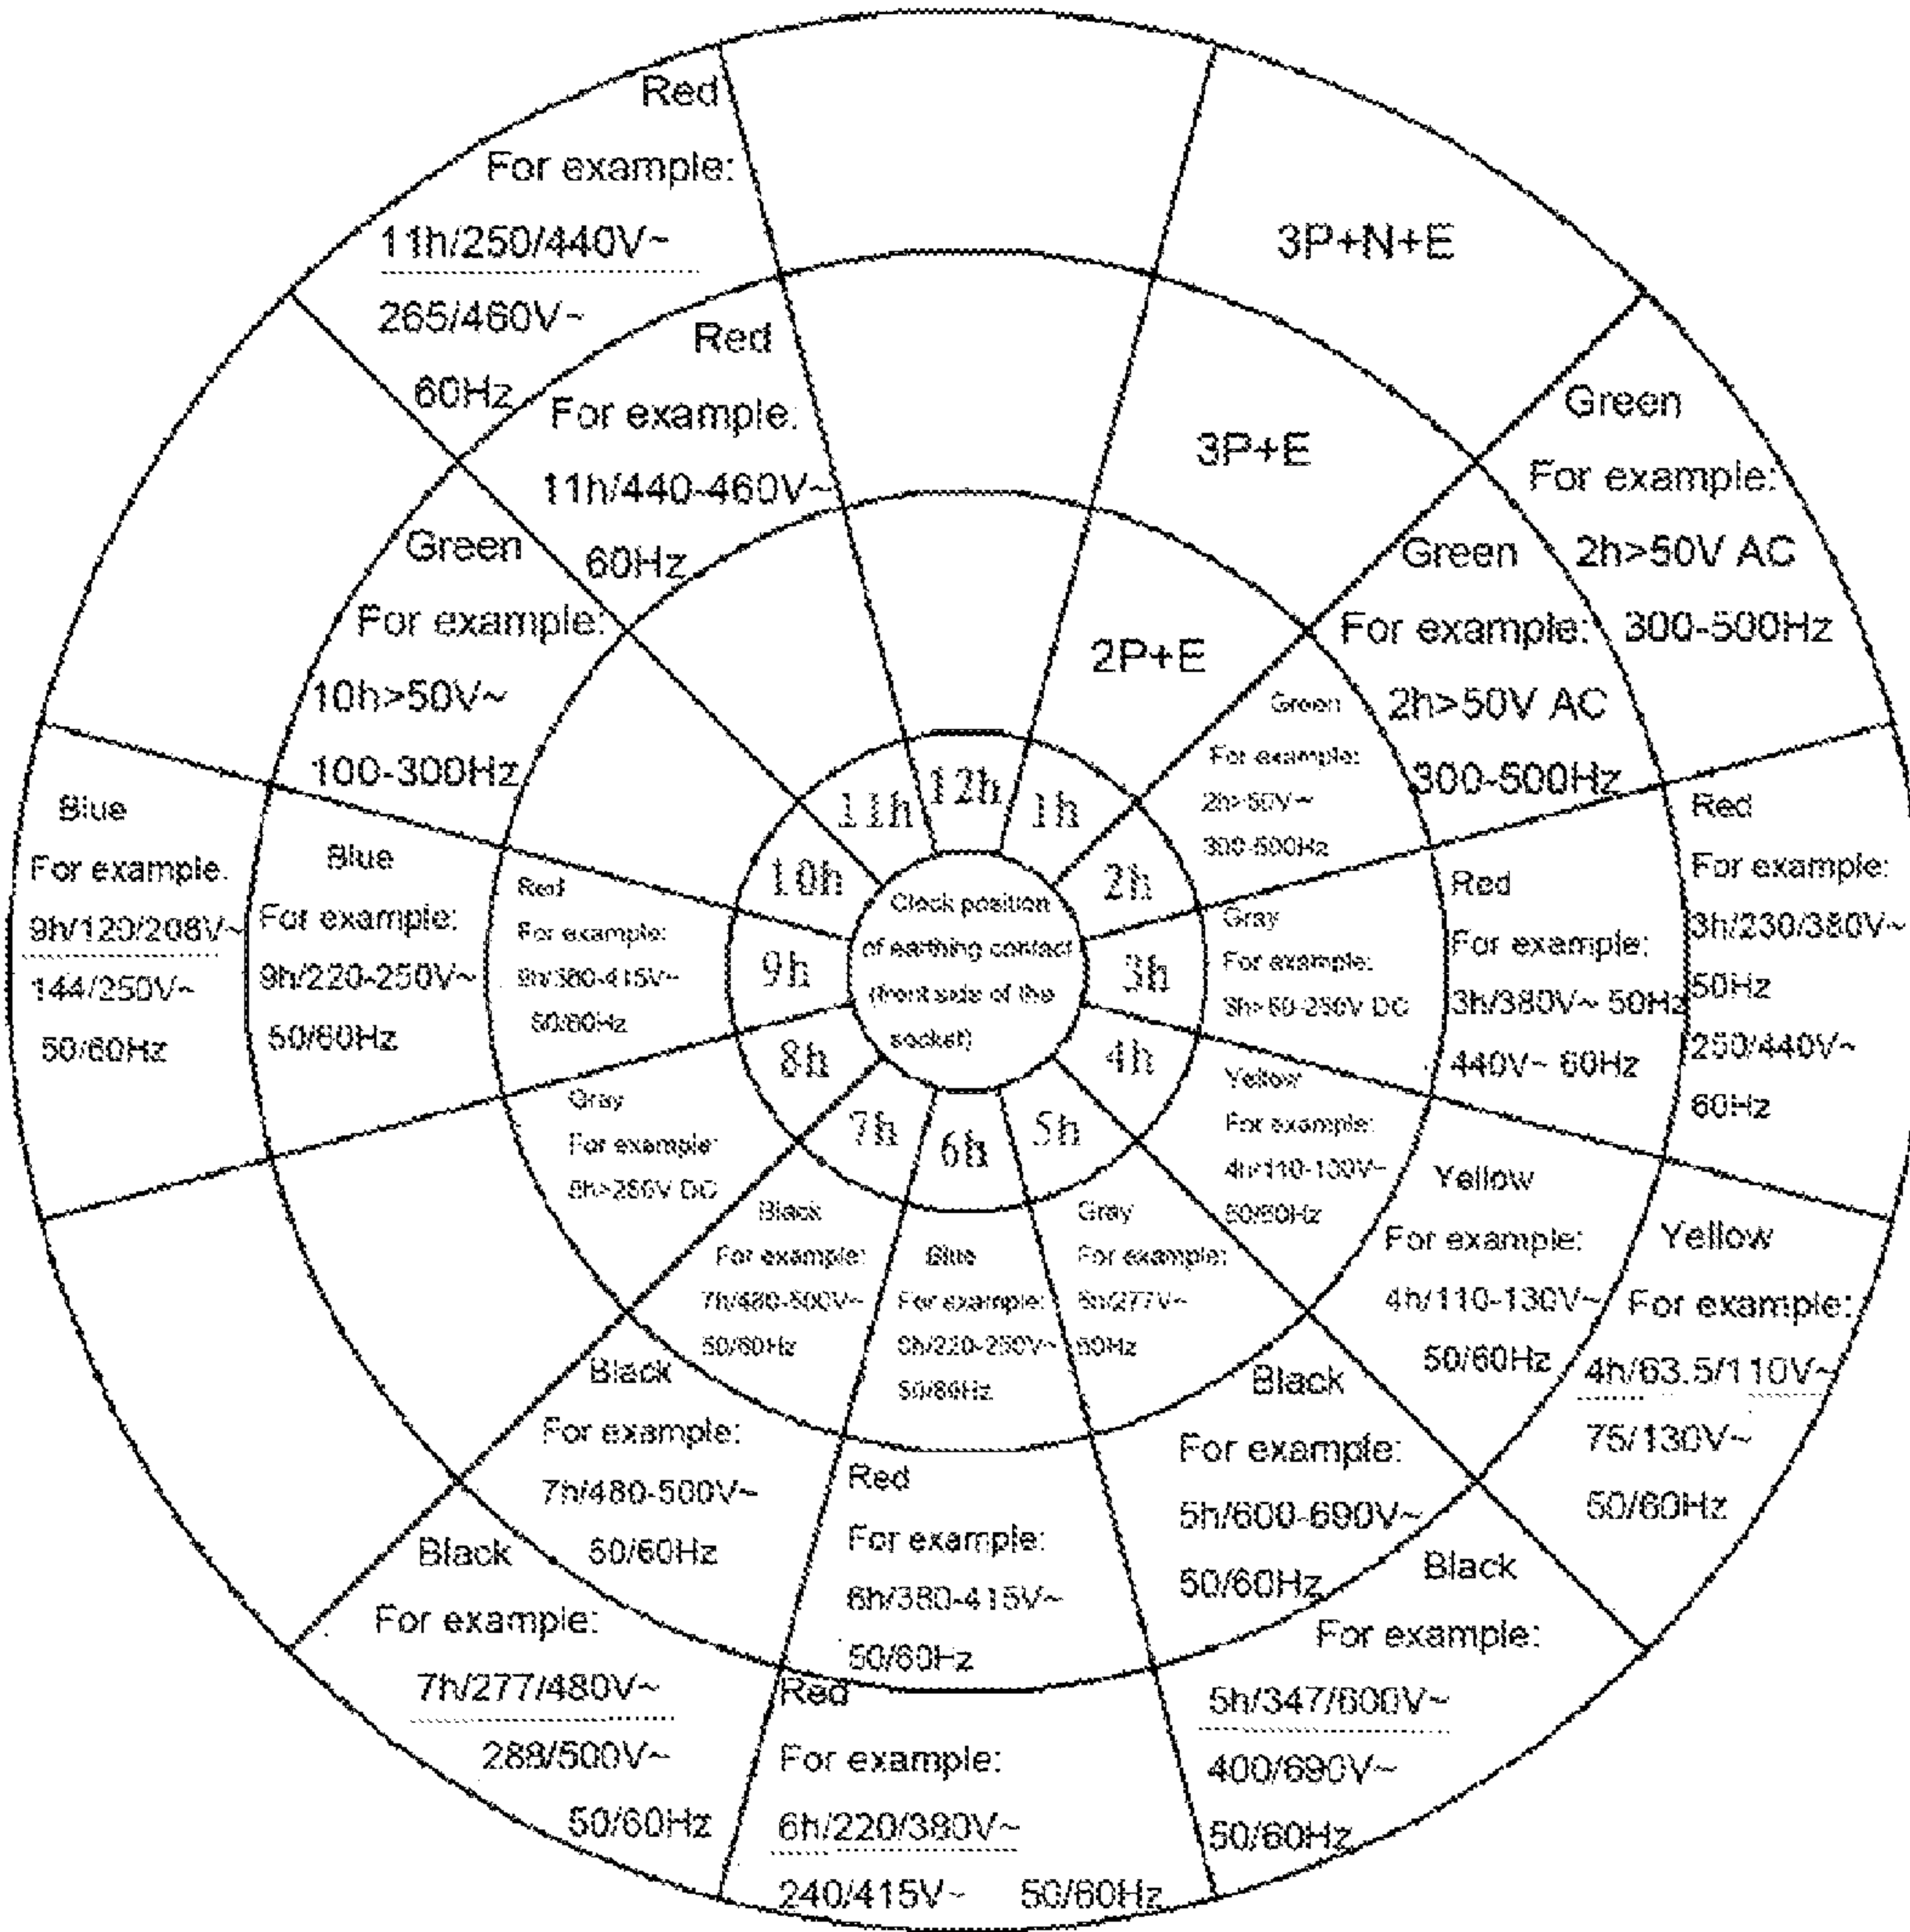 Red
For example:
11h/250/440V~
265/460V~
60Hz
3P+N+E
Green
For example:
2h>50V AC
300-500Hz
Red
For example:
3h/230/380V~
50Hz
250/440V~
60Hz
Yellow
For example:
4h/63.5/110V~
75/130V~
50/60Hz
Black
For example:
5h/347/600V~
400/690V~
50/60Hz
Red
For example:
6h/220/380V~
240/415V~ 50/60Hz
Black
For example:
7h/277/480V~
288/500V~
50/60Hz
Blue
For example.
9h/120/208V~
144/250V~
50/60Hz
Red
For example:
11h/440-460V~
60Hz
3P+E
Green
For example:
2h>50V AC
300-500Hz
Red
For example:
3h/380V~ 50Hz
440V~ 60Hz
Yellow
For example:
4h/110-130V~
50/60Hz
Black
For example:
5h/600-690V~
50/60Hz
Red
For example:
6h/380-415V~
50/60Hz
Black
For example:
7h/480-500V~
50/60Hz
Blue
For example:
9h/220-250V~
50/60Hz
Green
For example:
10h>50V~
100-300Hz
2P+E
Green
For example:
2h>50V~
300-500Hz
Gray
For example:
3h>50-250V DC
Yellow
For example:
50/60Hz
Gray
For example:
5h/277V~
60Hz
Blue
For example:
6h/220-250V~
50/60Hz
Black
For example:
7h/480-500V~
50/60Hz
Gray
For example:
8h>250V DC
Red
For example:
9h/380-415V~
50/60Hz
12h
1h
2h
3h
4h
5h
6h
7h
8h
9h
10h
11h
Clock position
of earthing contact
(front side of the
socket)